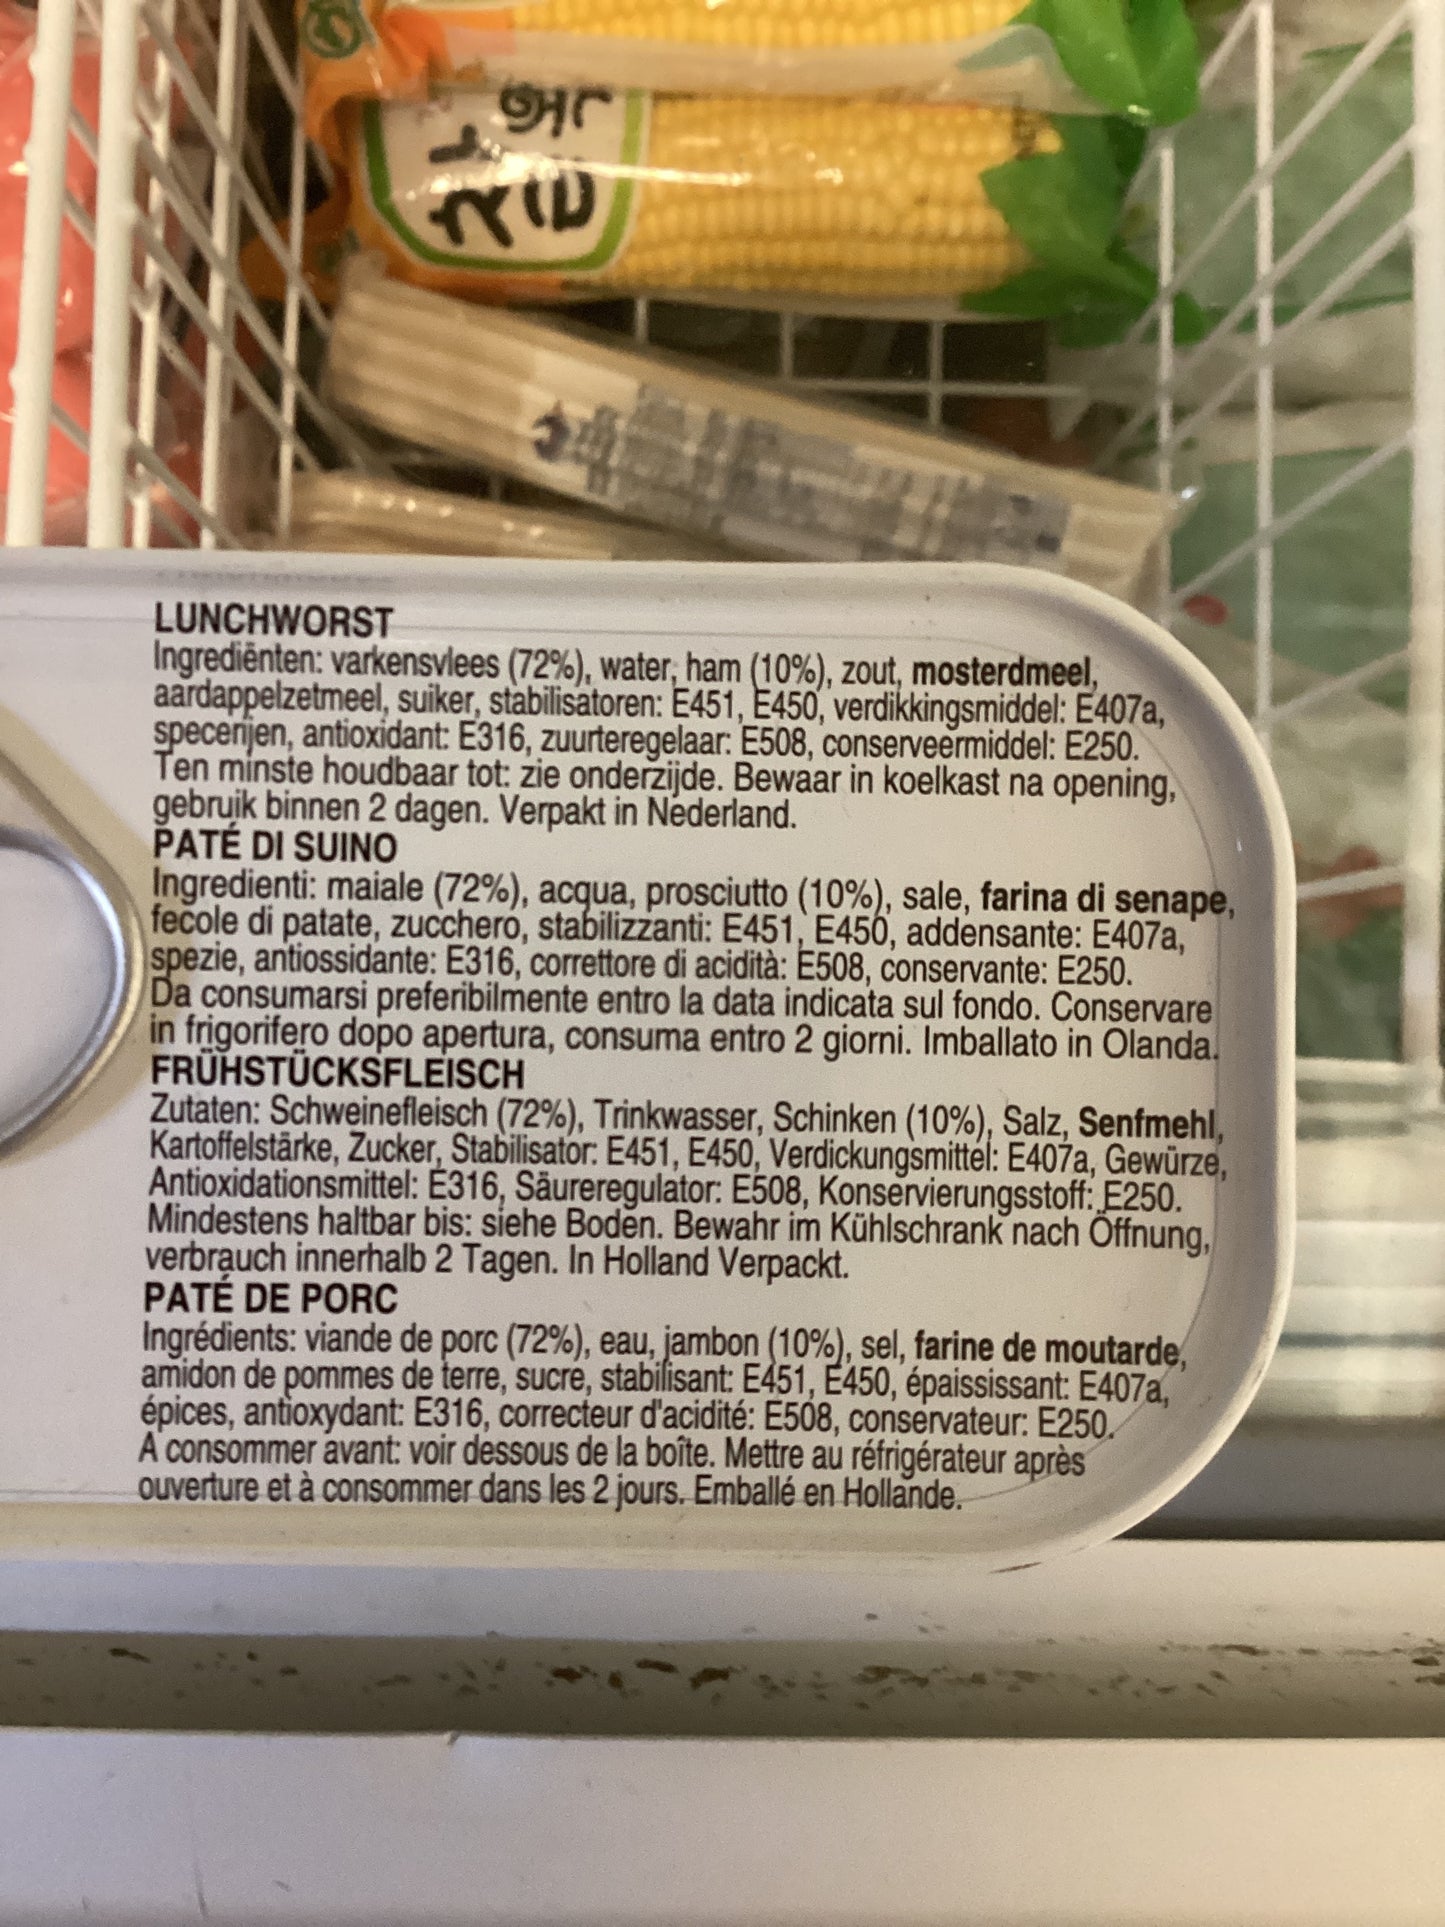 찰
옥
LUNCHWORST
Ingrediënten: varkensvlees (72%), water, ham (10%), zout, mosterdmeel,
aardappelzetmeel, suiker, stabilisatoren: E451, E450, verdikkingsmiddel: E407a,
specerijen, antioxidant: E316, zuurteregelaar: E508, conserveermiddel: E250.
Ten minste houdbaar tot: zie onderzijde. Bewaar in koelkast na opening,
gebruik binnen 2 dagen. Verpakt in Nederland.
PATÉ DI SUINO
Ingredienti: maiale (72%), acqua, prosciutto (10%), sale, farina di senape,
fecole di patate, zucchero, stabilizzanti: E451, E450, addensante: E407a,
spezie, antiossidante: E316, correttore di acidità: E508, conservante: E250.
Da consumarsi preferibilmente entro la data indicata sul fondo. Conservare
in frigorifero dopo apertura, consuma entro 2 giorni. Imballato in Olanda.
FRÜHSTÜCKSFLEISCH
Zutaten: Schweinefleisch (72%), Trinkwasser, Schinken (10%), Salz, Senfmehl,
Kartoffelstärke, Zucker, Stabilisator: E451, E450, Verdickungsmittel: E407a, Gewürze,
Antioxidationsmittel: E316, Säureregulator: E508, Konservierungsstoff: E250.
Mindestens haltbar bis: siehe Boden. Bewahr im Kühlschrank nach Öffnung,
verbrauch innerhalb 2 Tagen. In Holland Verpackt.
PATÉ DE PORC
Ingrédients: viande de porc (72%), eau, jambon (10%), sel, farine de moutarde,
amidon de pommes de terre, sucre, stabilisant: E451, E450, épaississant: E407a,
épices, antioxydant: E316, correcteur d'acidité: E508, conservateur: E250.
A consommer avant: voir dessous de la boîte. Mettre au réfrigérateur après
ouverture et à consommer dans les 2 jours. Emballé en Hollande.